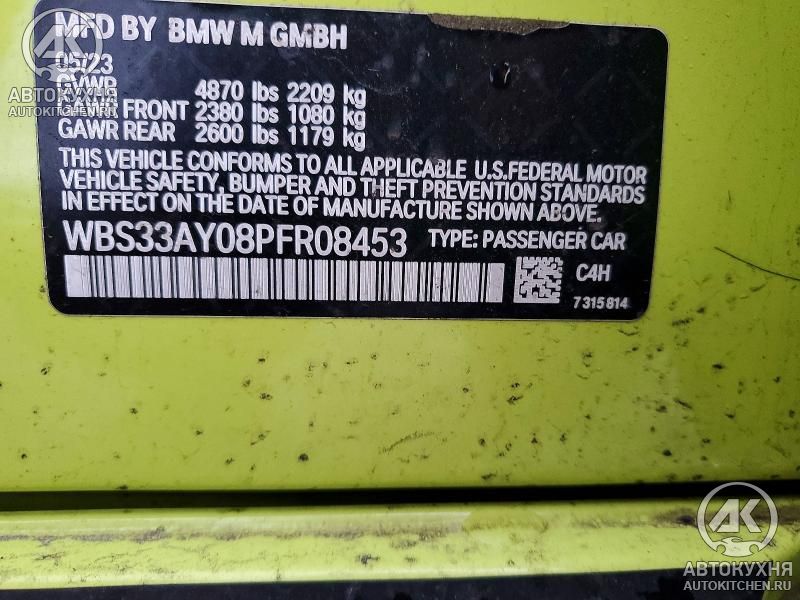 MFD BY BMW M GMBH
05/23
GVWR 4870 lbs 2209 kg
GAWR FRONT 2380 lbs 1080 kg
GAWR REAR 2600 lbs 1179 kg
THIS VEHICLE CONFORMS TO ALL APPLICABLE U.S.FEDERAL MOTOR
VEHICLE SAFETY, BUMPER AND THEFT PREVENTION STANDARDS
IN EFFECT ON THE DATE OF MANUFACTURE SHOWN ABOVE.
WBS33AY08PFR08453 TYPE: PASSENGER CAR
C4H
7315814
АВТОКУХНЯ
AUTOKITCHEN.RU
АК
АВТОКУХНЯ
AUTOKITCHEN.RU